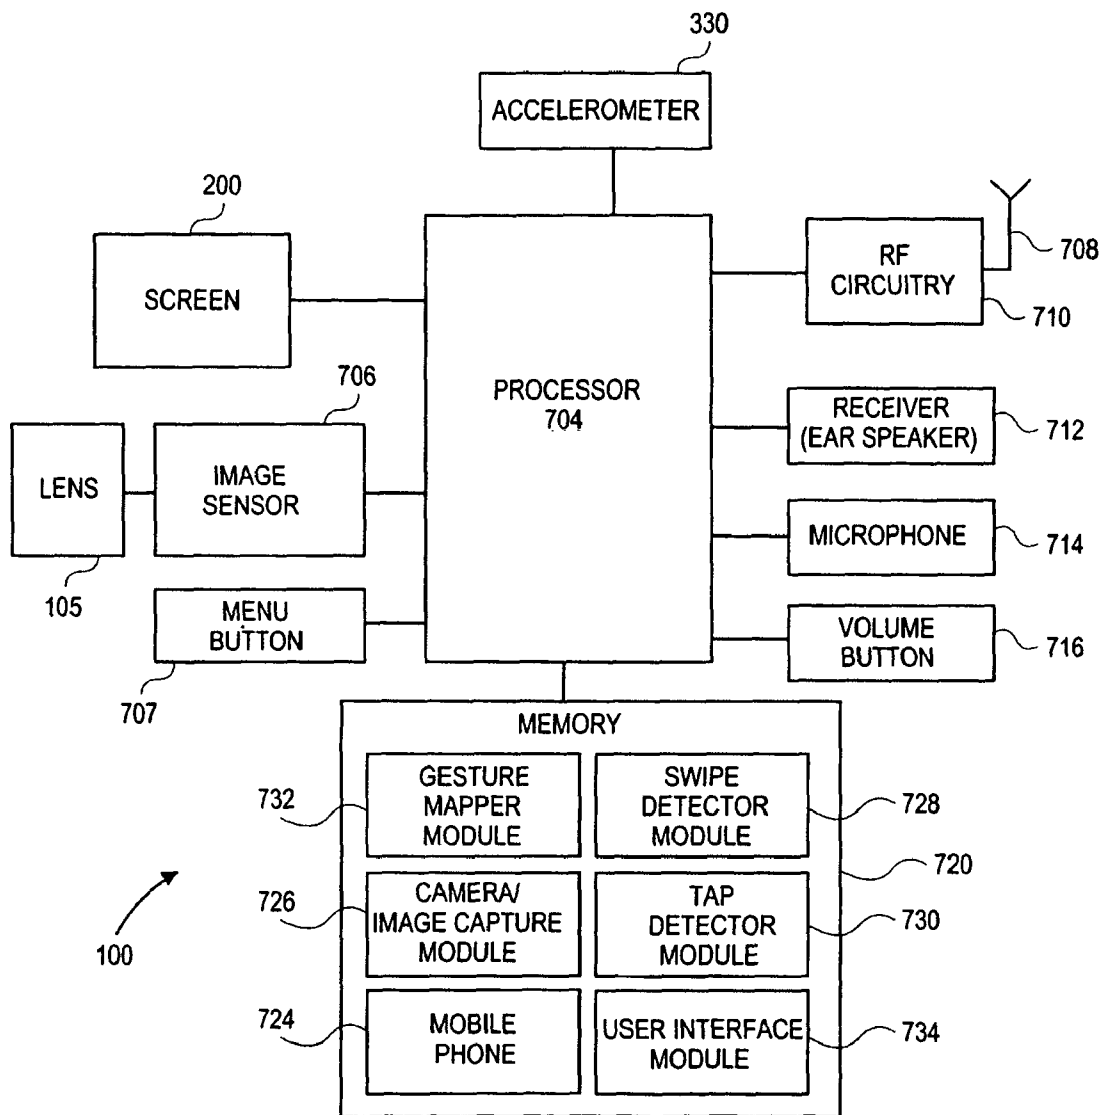 330
ACCELEROMETER
200
SCREEN
708
RF
CIRCUITRY
710
PROCESSOR
704
706
LENS
IMAGE
SENSOR
105
RECEIVER
(EAR SPEAKER)
712
MICROPHONE
714
MENU
BUTTON
707
VOLUME
BUTTON
716
MEMORY
732
GESTURE
MAPPER
MODULE
SWIPE
DETECTOR
MODULE
728
720
726
CAMERA/
IMAGE CAPTURE
MODULE
TAP
DETECTOR
MODULE
730
100
724
MOBILE
PHONE
USER INTERFACE
MODULE
734